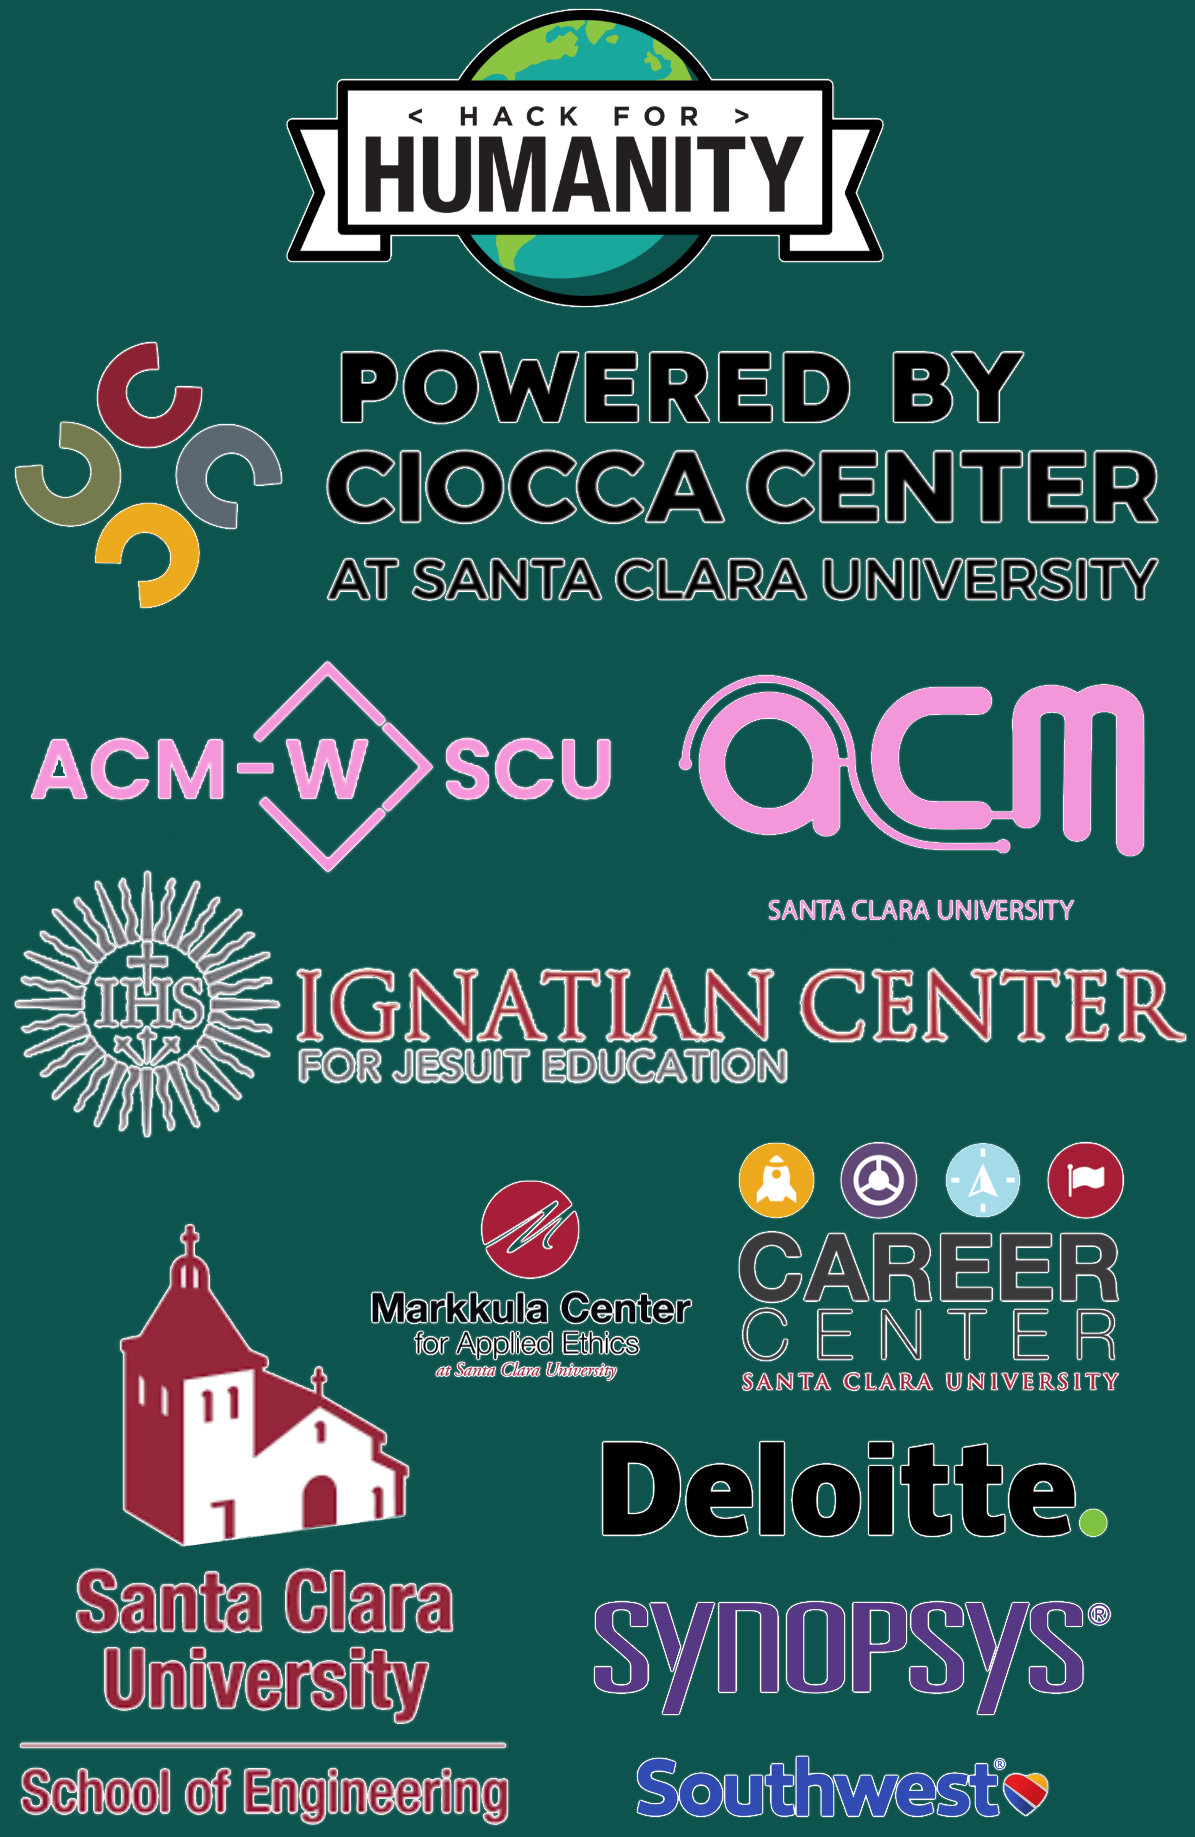 < HACK FOR >
HUMANITY
POWERED BY
CIOCCA CENTER
AT SANTA CLARA UNIVERSITY
ACM-W SCU
acm
SANTA CLARA UNIVERSITY
IHS
IGNATIAN CENTER
FOR JESUIT EDUCATION
M
Markkula Center
for Applied Ethics
at Santa Clara University
CAREER
CENTER
SANTA CLARA UNIVERSITY
Santa Clara
University
School of Engineering
Deloitte.
SYNOPSYS®
Southwest®